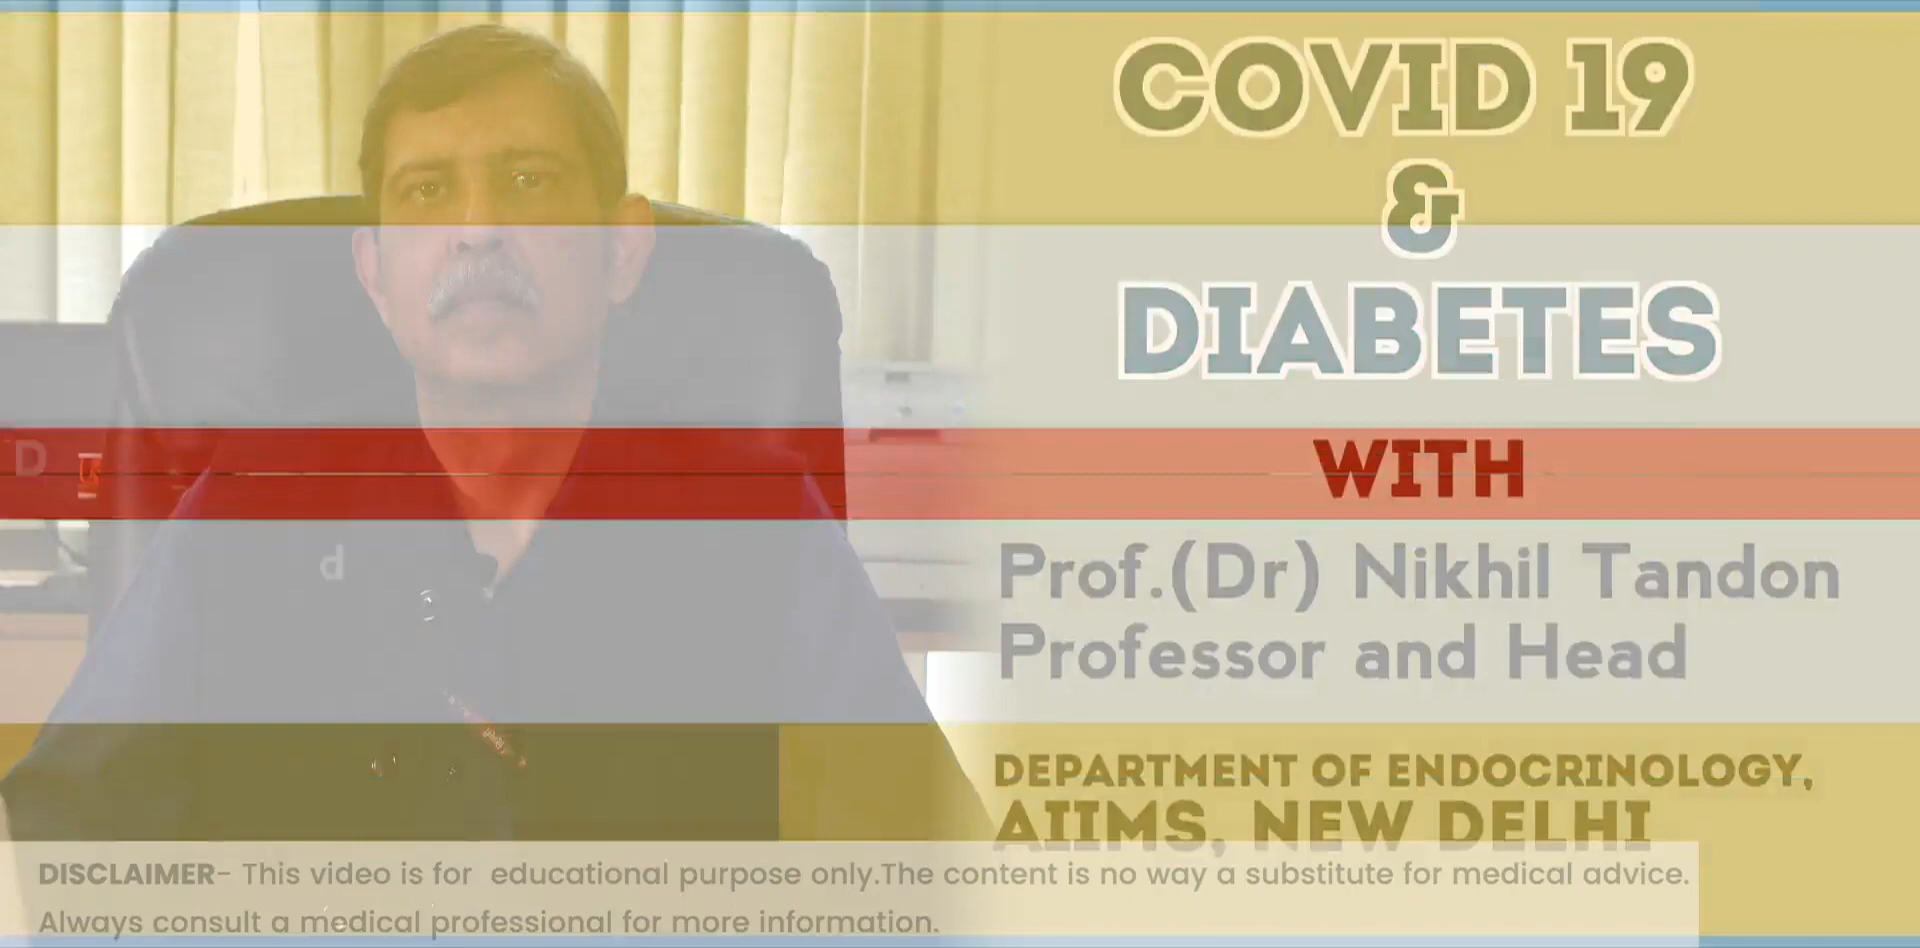 COVID 19
&
DIABETES
WITH
Prof.(Dr) Nikhil Tandon
Professor and Head
DEPARTMENT OF ENDOCRINOLOGY,
AIIMS, NEW DELHI
D
d
DISCLAIMER- This video is for educational purpose only.The content is no way a substitute for medical advice.
Always consult a medical professional for more information.